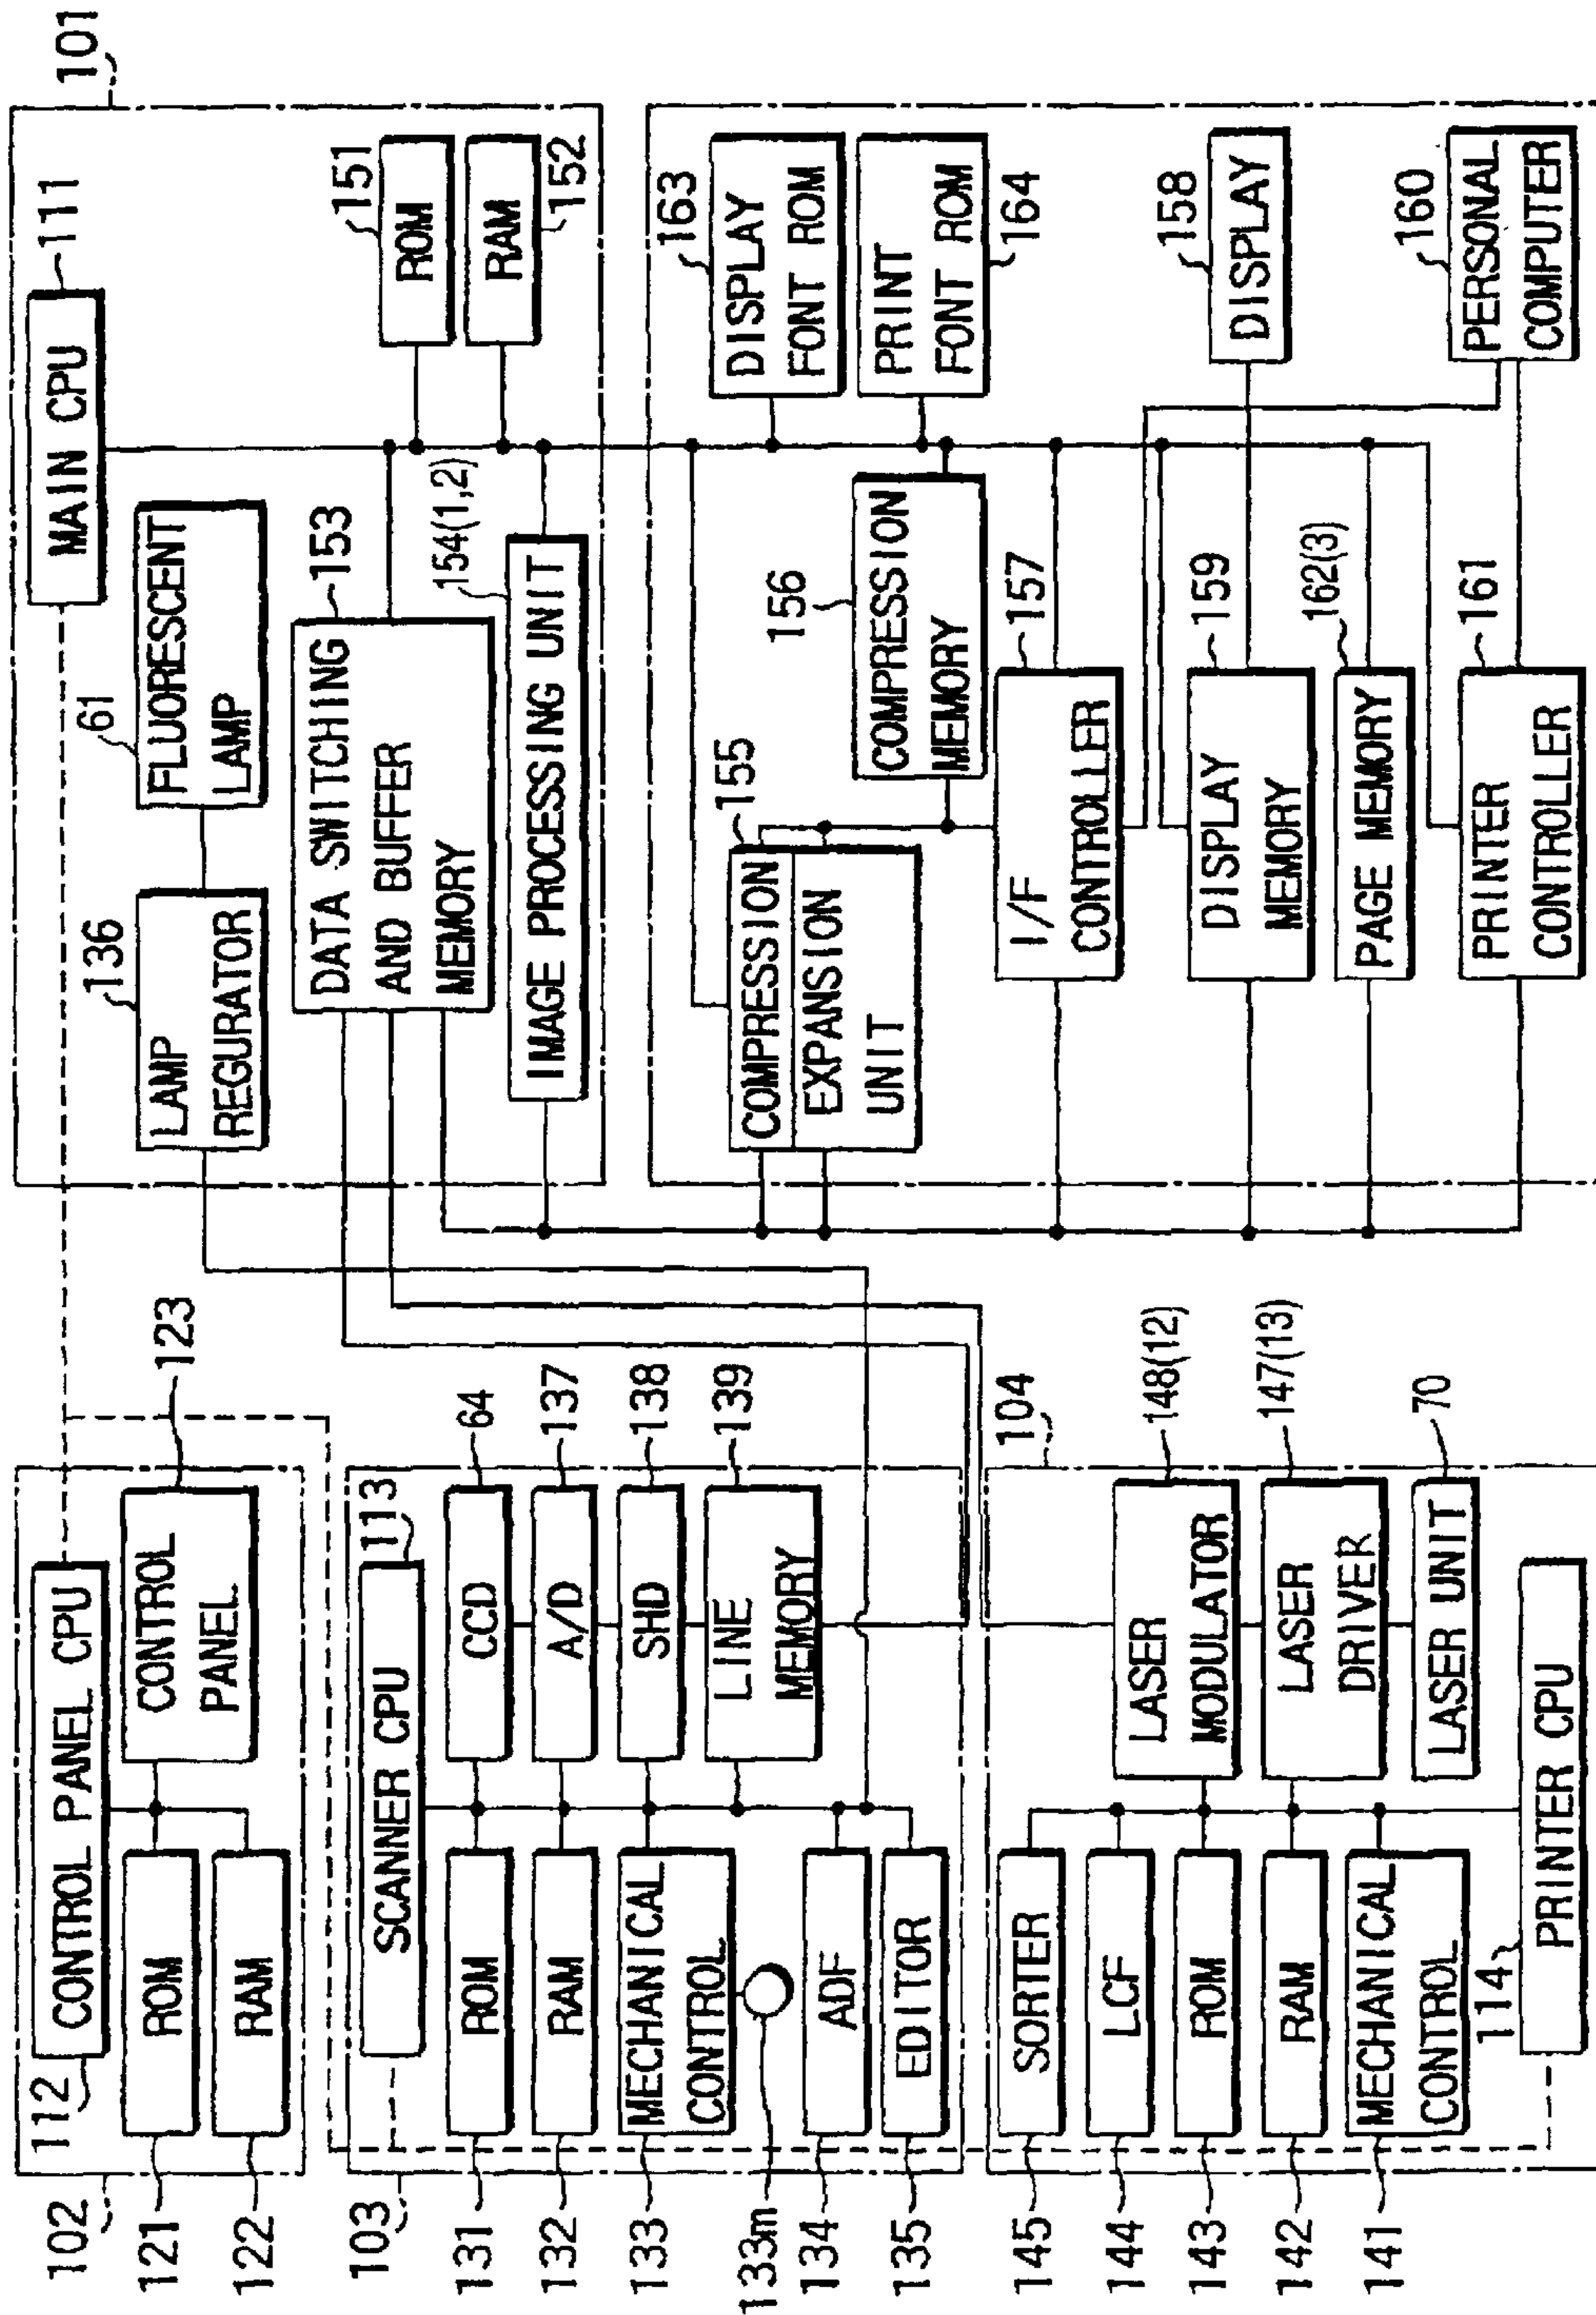 101
MAIN CPU
111
61
FLUORESCENT
LAMP
136
LAMP
REGURATOR
DATA SWITCHING
AND BUFFER
MEMORY
153
154(1,2)
IMAGE PROCESSING UNIT
151
ROM
RAM
152
163
DISPLAY
FONT ROM
PRINT
FONT ROM
164
155
COMPRESSION
EXPANSION
UNIT
156
COMPRESSION
MEMORY
157
I/F
CONTROLLER
158
DISPLAY
159
DISPLAY
MEMORY
162(3)
PAGE MEMORY
160
PERSONAL
COMPUTER
161
PRINTER
CONTROLLER
102
112
CONTROL PANEL CPU
121
ROM
122
RAM
123
CONTROL
PANEL
103
SCANNER CPU
113
131
ROM
132
RAM
133
MECHANICAL
CONTROL
133m
134
ADF
135
EDITOR
CCD
64
A/D
137
SHD
138
LINE
MEMORY
139
104
145
SORTER
144
LCF
143
ROM
142
RAM
141
MECHANICAL
CONTROL
LASER
MODULATOR
148(12)
LASER
DRIVER
147(13)
LASER UNIT
70
114
PRINTER CPU